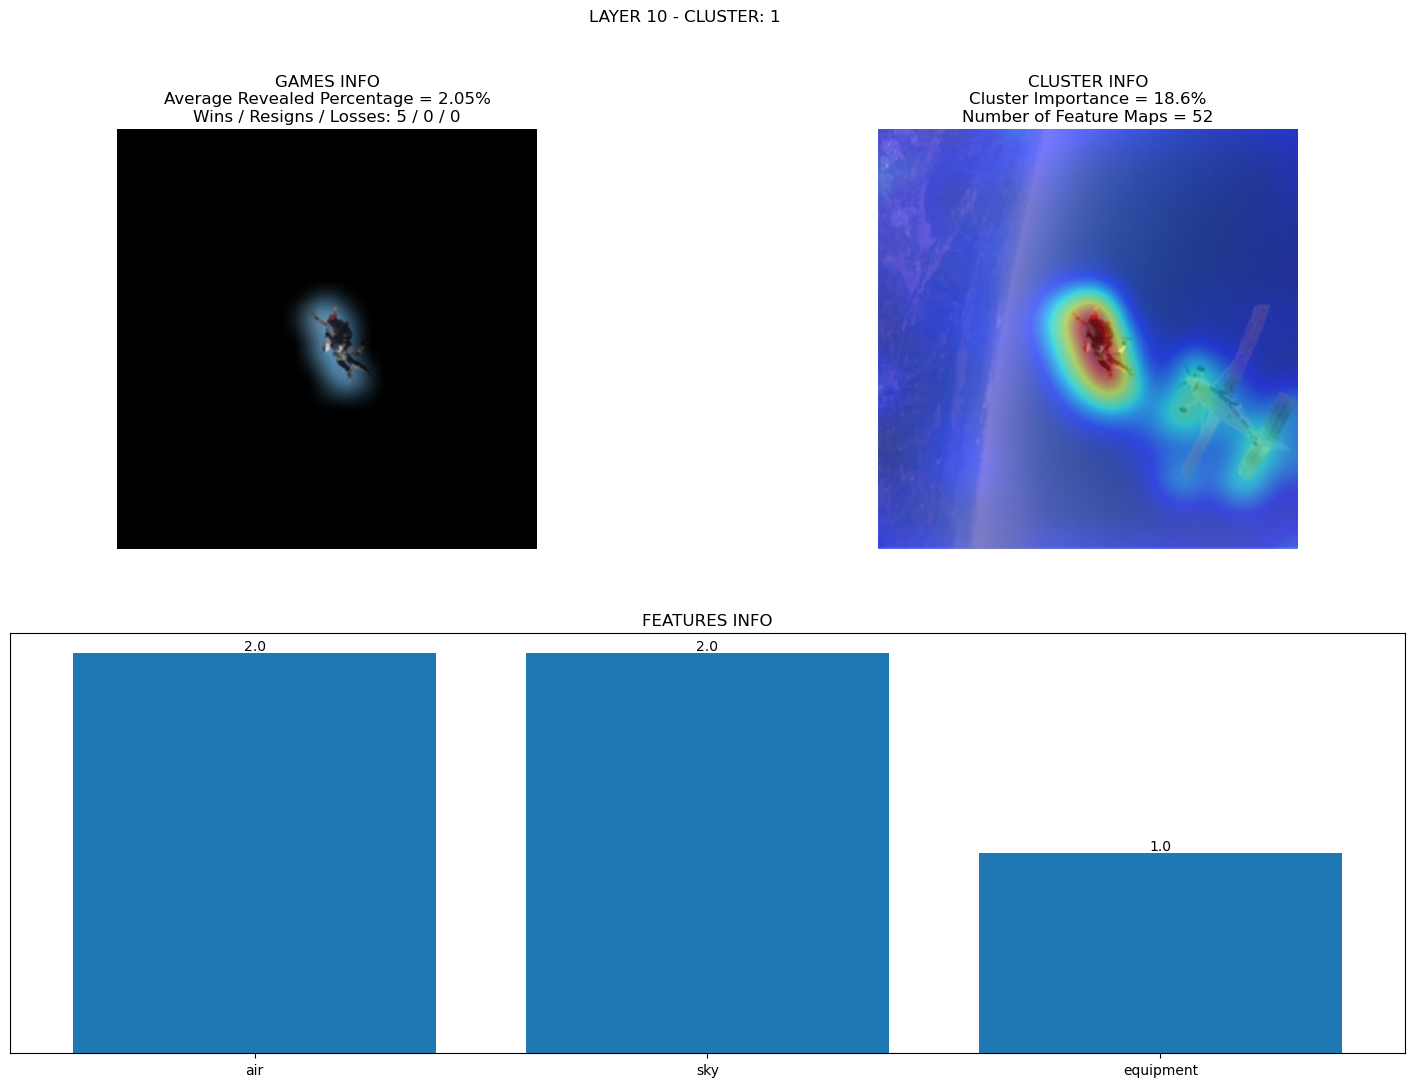 LAYER 10 - CLUSTER: 1
GAMES INFO
Average Revealed Percentage = 2.05%
Wins / Resigns / Losses: 5 / 0 / 0
CLUSTER INFO
Cluster Importance = 18.6%
Number of Feature Maps = 52
FEATURES INFO
2.0
2.0
1.0
air
sky
equipment